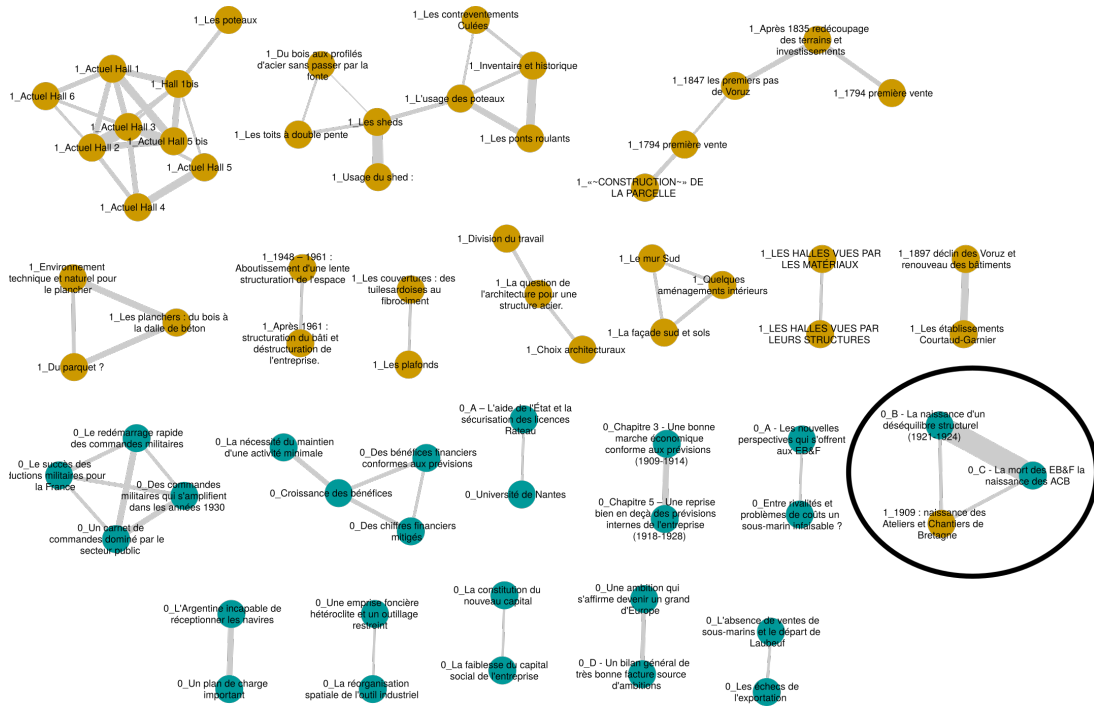 1_Les poteaux
1_Actuel Hall 1
1_Hall 1bis
1_Actuel Hall 6
1_Actuel Hall 3
1_Actuel Hall 2
1_Actuel Hall 5 bis
1_Actuel Hall 5
1_Actuel Hall 4
1_Les contreventements
Culées
1_Du bois aux profilés
d'acier sans passer par la
fonte
1_Inventaire et historique
1_L'usage des poteaux
1_Les toits à double pente
1_Les sheds
1_Les ponts roulants
1_Usage du shed :
1_Après 1835 redécoupage
des terrains et
investissements
1_1847 les premiers pas
de Voruz
1_1794 première vente
1_1794 première vente
1_«~CONSTRUCTION~» DE
LA PARCELLE
1_Environnement
technique et naturel pour
le plancher
1_Les planchers : du bois à
la dalle de béton
1_Du parquet ?
1_1948 – 1961 :
Aboutissement d'une lente
structuration de l'espace
1_Après 1961 :
structuration du bâti et
déstructuration de
l'entreprise.
1_Les couvertures : des
tuilesardoises au
fibrociment
1_Les plafonds
1_Division du travail
1_La question de
l'architecture pour une
structure acier.
1_Choix architecturaux
1_Le mur Sud
1_Quelques
aménagements intérieurs
1_La façade sud et sols
1_LES HALLES VUES PAR
LES MATÉRIAUX
1_LES HALLES VUES PAR
LEURS STRUCTURES
1_1897 déclin des Voruz et
renouveau des bâtiments
1_Les établissements
Courtaud-Garnier
0_Le redémarrage rapide
des commandes militaires
0_Le succès des
ductions militaires pour
la France
0_Des commandes
militaires qui s'amplifient
dans les années 1930
0_Un carnet de
commandes dominé par le
secteur public
0_La nécessité du maintien
d'une activité minimale
0_Des bénéfices financiers
conformes aux prévisions
0_Croissance des bénéfices
0_Des chiffres financiers
mitigés
0_A – L'aide de l'État et la
sécurisation des licences
Rateau
0_Université de Nantes
0_Chapitre 3 - Une bonne
marche économique
conforme aux prévisions
(1909-1914)
0_Chapitre 5 – Une reprise
bien en deçà des prévisions
internes de l'entreprise
(1918-1928)
0_A - Les nouvelles
perspectives qui s'offrent
aux EB&F
0_Entre rivalités et
problèmes de coûts un
sous-marin infaisable ?
0_B - La naissance d'un
déséquilibre structurel
(1921-1924)
0_C - La mort des EB&F la
naissance des ACB
1_1909 : naissance des
Ateliers et Chantiers de
Bretagne
0_L'Argentine incapable de
réceptionner les navires
0_Un plan de charge
important
0_Une emprise foncière
hétéroclite et un outillage
restreint
0_La réorganisation
spatiale de l'outil industriel
0_La constitution du
nouveau capital
0_La faiblesse du capital
social de l'entreprise
0_Une ambition qui
s'affirme devenir un grand
d'Europe
0_D - Un bilan général de
très bonne facture source
d'ambitions
0_L'absence de ventes de
sous-marins et le départ de
Laubeuf
0_Les échecs de
l'exportation